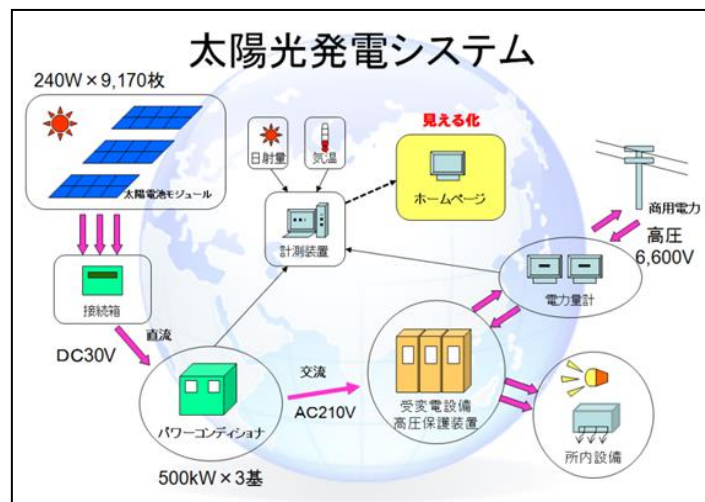 太陽光発電システム
240W×9,170枚
太陽電池モジュール
日射量
気温
見える化
ホームページ
計測装置
商用電力
高圧
6,600V
電力量計
接続箱
直流
DC30V
パワーコンディショナ
500kW×3基
交流
AC210V
受変電設備
高圧保護装置
所内設備